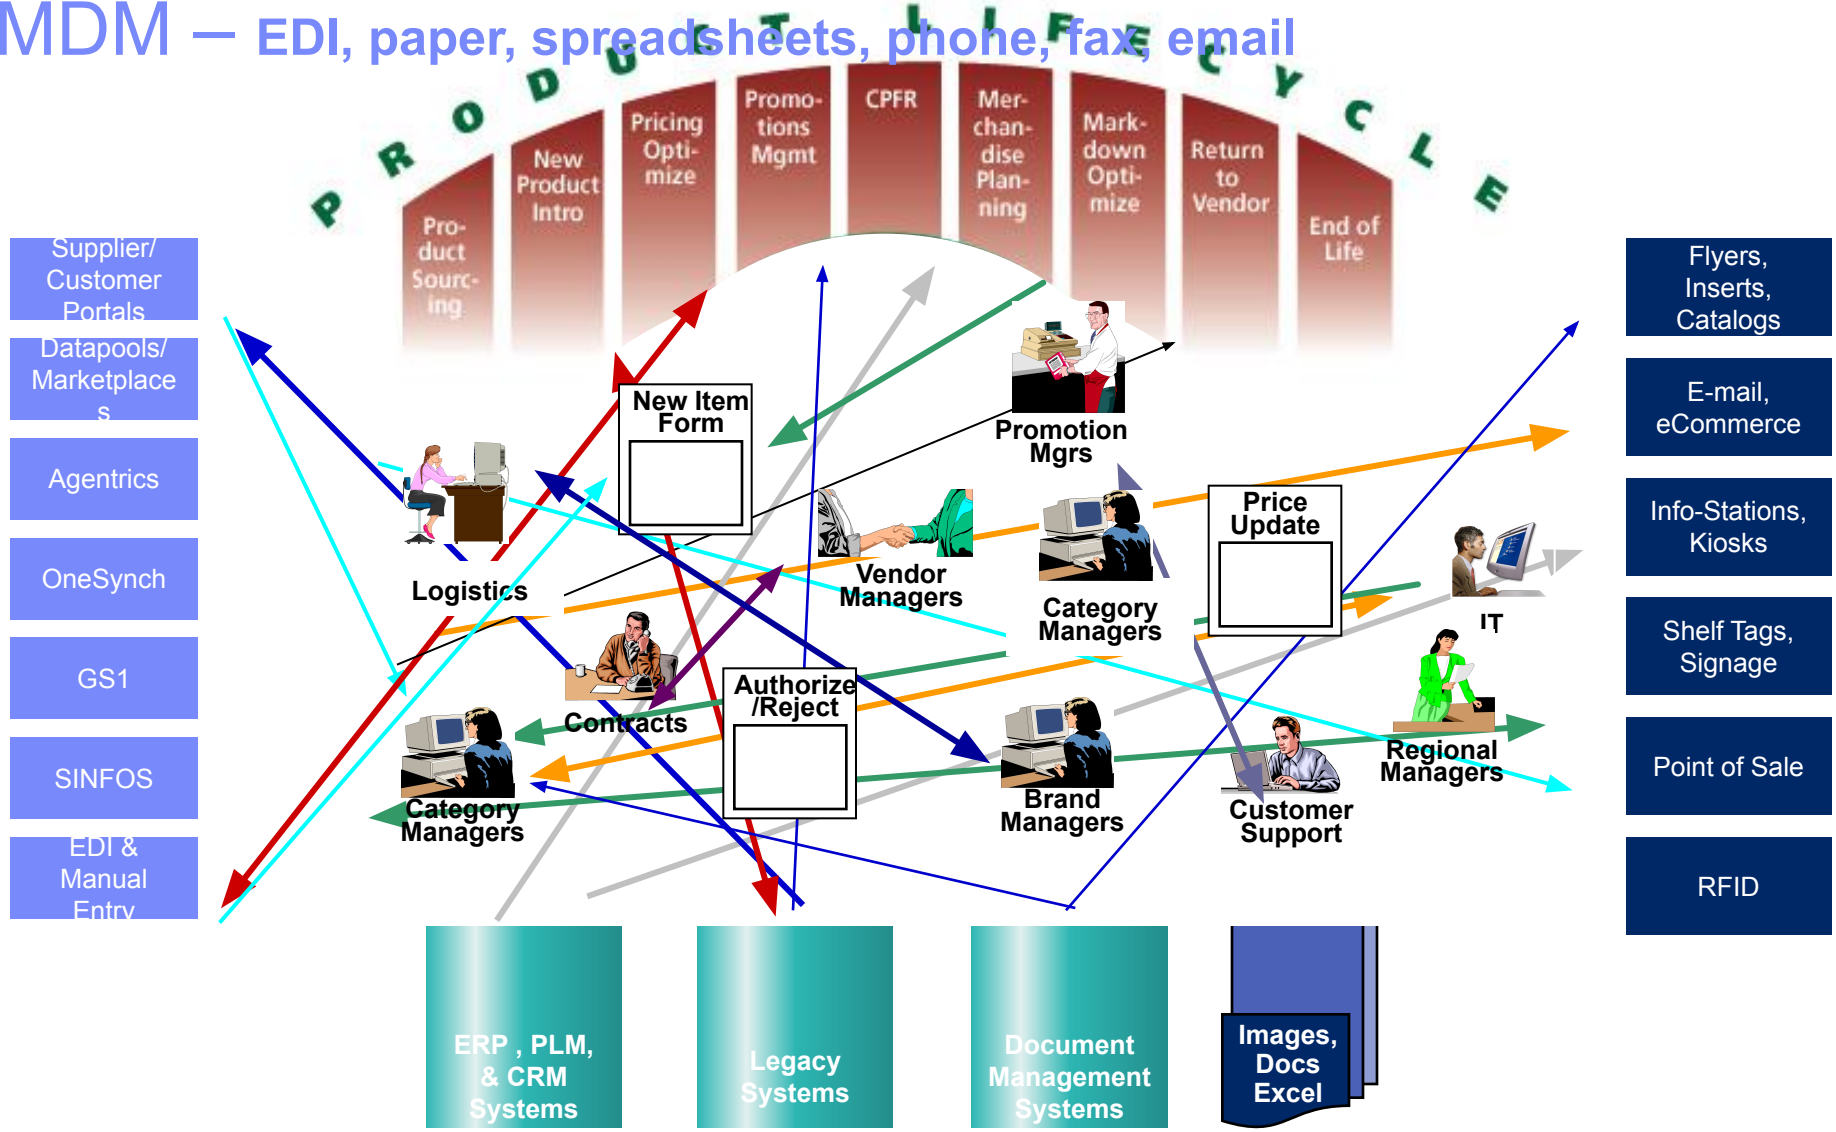 MDM – EDI, paper, spreadsheets, phone, fax, email
PRODUCT LIFECYCLE
Pro-
duct
Sourc-
ing
New
Product
Intro
Pricing
Opti-
mize
Promo-
tions
Mgmt
CPFR
Mer-
chan-
dise
Plan-
ning
Mark-
down
Opti-
mize
Return
to
Vendor
End of
Life
Supplier/
Customer
Portals
Datapools/
Marketplace
s
Agentrics
OneSynch
GS1
SINFOS
EDI &
Manual
Entry
New Item
Form
Promotion
Mgrs
Logistics
Vendor
Managers
Category
Managers
Price
Update
IT
Contracts
Authorize
/Reject
Category
Managers
Brand
Managers
Customer
Support
Regional
Managers
Flyers,
Inserts,
Catalogs
E-mail,
eCommerce
Info-Stations,
Kiosks
Shelf Tags,
Signage
Point of Sale
RFID
ERP , PLM,
& CRM
Systems
Legacy
Systems
Document
Management
Systems
Images,
Docs
Excel